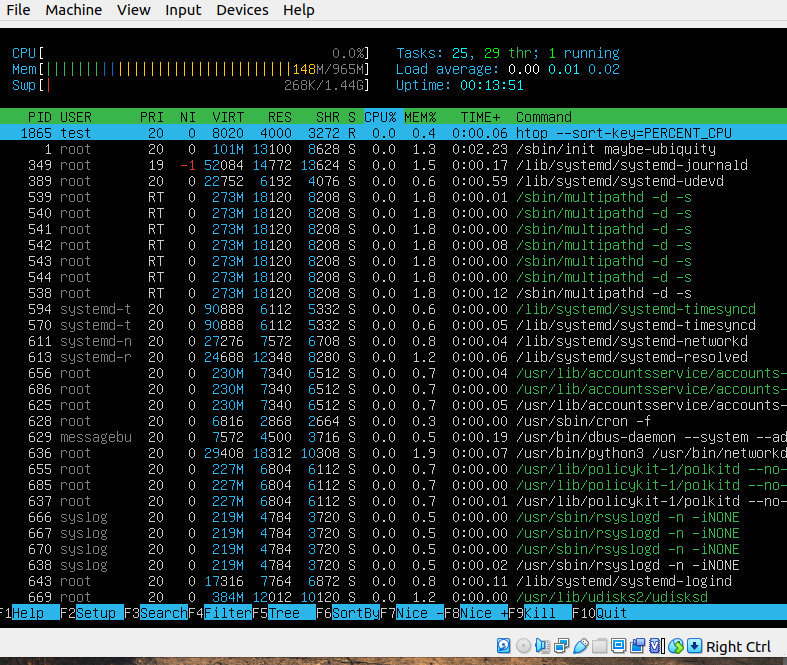 File Machine View Input Devices Help
CPU[ 0.0%] Tasks: 25, 29 thr; 1 running
Mem[||||||||||||||||||||||||||||||||148M/965M] Load average: 0.00 0.01 0.02
Swp[| 268K/1.44G] Uptime: 00:13:51
PID USER PRI NI VIRT RES SHR S CPU% MEM% TIME+ Command
1865 test 20 0 8020 4000 3272 R 0.0 0.4 0:00.06 htop --sort-key=PERCENT_CPU
1 root 20 0 101M 13100 8628 S 0.0 1.3 0:02.23 /sbin/init maybe-ubiquity
349 root 19 -1 52084 14772 13624 S 0.0 1.5 0:00.17 /lib/systemd/systemd-journald
389 root 20 0 22752 6192 4076 S 0.0 0.6 0:00.59 /lib/systemd/systemd-udevd
539 root RT 0 273M 18120 8208 S 0.0 1.8 0:00.01 /sbin/multipathd -d -s
540 root RT 0 273M 18120 8208 S 0.0 1.8 0:00.00 /sbin/multipathd -d -s
541 root RT 0 273M 18120 8208 S 0.0 1.8 0:00.00 /sbin/multipathd -d -s
542 root RT 0 273M 18120 8208 S 0.0 1.8 0:00.08 /sbin/multipathd -d -s
543 root RT 0 273M 18120 8208 S 0.0 1.8 0:00.00 /sbin/multipathd -d -s
544 root RT 0 273M 18120 8208 S 0.0 1.8 0:00.00 /sbin/multipathd -d -s
538 root RT 0 273M 18120 8208 S 0.0 1.8 0:00.12 /sbin/multipathd -d -s
594 systemd-t 20 0 90888 6112 5332 S 0.0 0.6 0:00.00 /lib/systemd/systemd-timesyncd
570 systemd-t 20 0 90888 6112 5332 S 0.0 0.6 0:00.05 /lib/systemd/systemd-timesyncd
611 systemd-n 20 0 27276 7572 6708 S 0.0 0.8 0:00.04 /lib/systemd/systemd-networkd
613 systemd-r 20 0 24688 12348 8280 S 0.0 1.2 0:00.06 /lib/systemd/systemd-resolved
656 root 20 0 230M 7340 6512 S 0.0 0.7 0:00.04 /usr/lib/accountsservice/accounts-
686 root 20 0 230M 7340 6512 S 0.0 0.7 0:00.00 /usr/lib/accountsservice/accounts-
625 root 20 0 230M 7340 6512 S 0.0 0.7 0:00.05 /usr/lib/accountsservice/accounts-
628 root 20 0 6816 2868 2664 S 0.0 0.3 0:00.00 /usr/sbin/cron -f
629 messagebu 20 0 7572 4500 3716 S 0.0 0.5 0:00.19 /usr/bin/dbus-daemon --system --ad
636 root 20 0 29408 18312 10308 S 0.0 1.9 0:00.07 /usr/bin/python3 /usr/bin/networkd
655 root 20 0 227M 6804 6112 S 0.0 0.7 0:00.00 /usr/lib/policykit-1/polkitd --no-
685 root 20 0 227M 6804 6112 S 0.0 0.7 0:00.00 /usr/lib/policykit-1/polkitd --no-
637 root 20 0 227M 6804 6112 S 0.0 0.7 0:00.01 /usr/lib/policykit-1/polkitd --no-
666 syslog 20 0 219M 4784 3720 S 0.0 0.5 0:00.00 /usr/sbin/rsyslogd -n -iNONE
667 syslog 20 0 219M 4784 3720 S 0.0 0.5 0:00.00 /usr/sbin/rsyslogd -n -iNONE
670 syslog 20 0 219M 4784 3720 S 0.0 0.5 0:00.00 /usr/sbin/rsyslogd -n -iNONE
638 syslog 20 0 219M 4784 3720 S 0.0 0.5 0:00.02 /usr/sbin/rsyslogd -n -iNONE
643 root 20 0 17316 7764 6872 S 0.0 0.8 0:00.11 /lib/systemd/systemd-logind
669 root 20 0 384M 12012 10120 S 0.0 1.2 0:00.00 /usr/lib/udisks2/udisksd
F1Help F2Setup F3SearchF4FilterF5Tree F6SortByF7Nice -F8Nice +F9Kill F10Quit
Right Ctrl